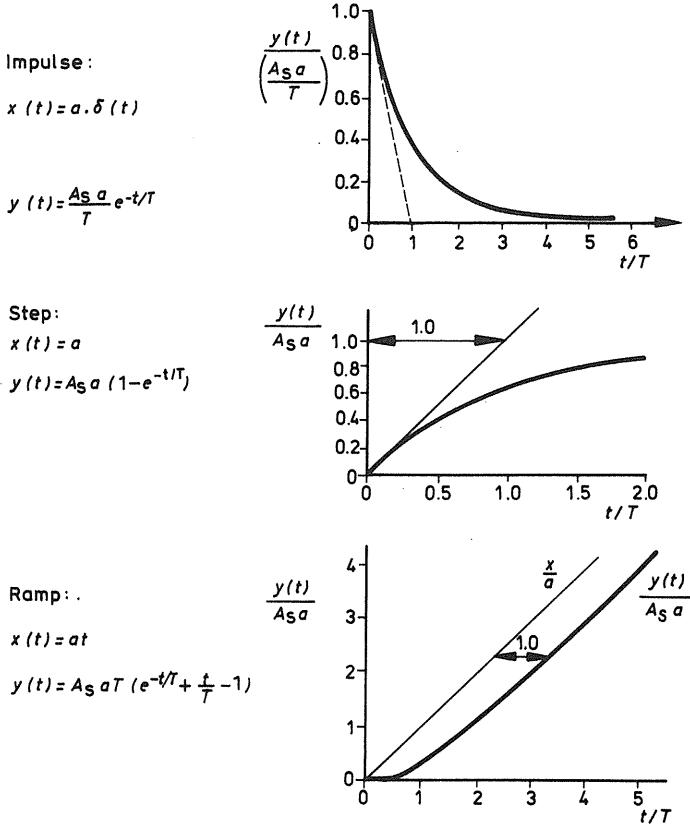 Impulse:
x (t) = a.δ(t)
y (t) = A_S a / T e^-t/T
y(t) / (A_S a / T)
1.0
0.8
0.6
0.4
0.2
0
0 1 2 3 4 5 6
t/T
Step:
x(t) = a
y(t) = A_S a (1-e^-t/T)
y(t) / A_S a
1.0
1.0
0.8
0.6
0.4
0.2
0
0 0.5 1.0 1.5 2.0
t/T
Ramp:.
x(t) = at
y(t) = A_S aT (e^-t/T + t/T -1)
y(t) / A_S a
x/a
y(t) / A_S a
1.0
4
3
2
1
0
0 1 2 3 4 5
t/T